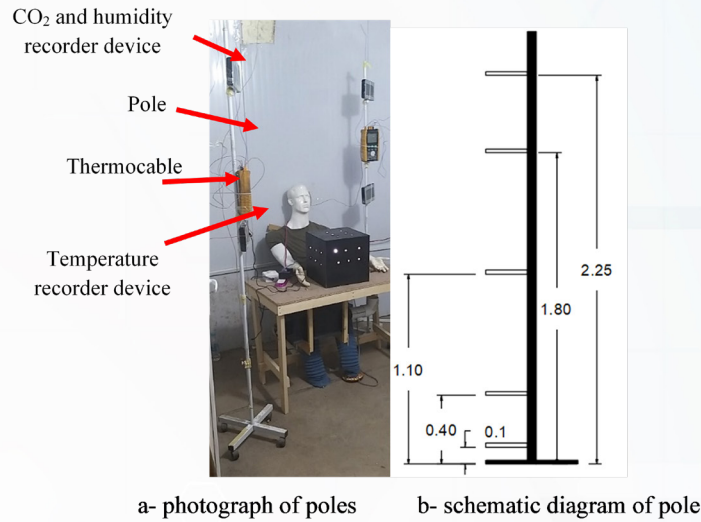 CO₂ and humidity
recorder device
Pole
Thermocable
Temperature
recorder device
2.25
1.80
1.10
0.40
0.1
a- photograph of poles
b- schematic diagram of pole